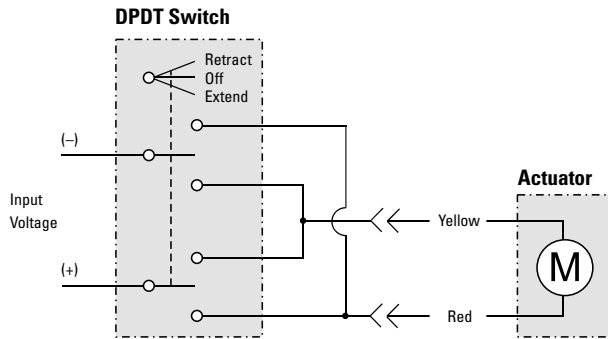 DPDT Switch
Retract
Off
Extend
(–)
Input
Voltage
(+)
Yellow
Red
Actuator
M